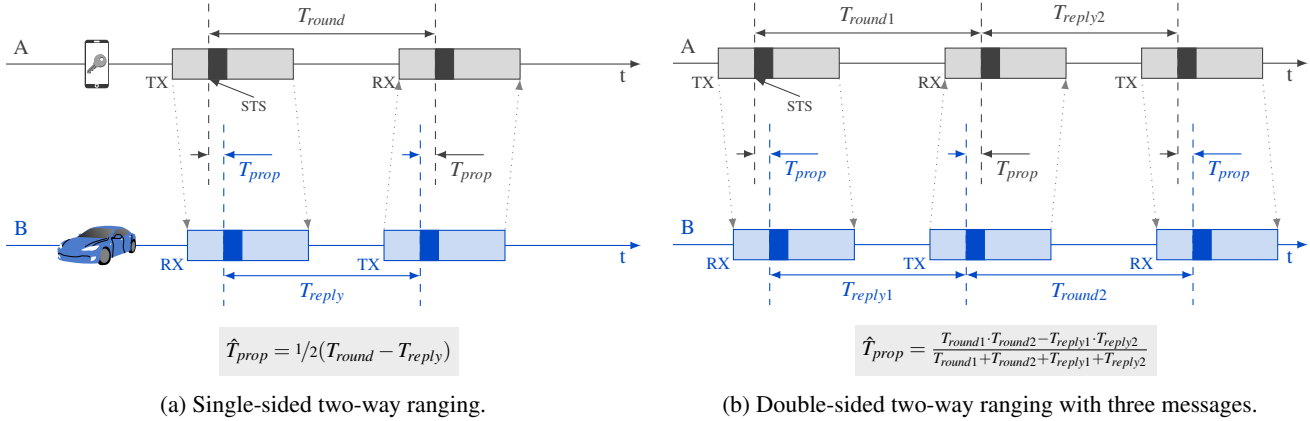 T_round
A
TX
STS
RX
t
T_prop
T_prop
B
RX
TX
t
T_reply
T̂_prop = 1/2(T_round − T_reply)
(a) Single-sided two-way ranging.
T_round1
T_reply2
A
TX
STS
RX
TX
t
T_prop
T_prop
T_prop
B
RX
TX
RX
t
T_reply1
T_round2
T̂_prop = (T_round1·T_round2−T_reply1·T_reply2)/(T_round1+T_round2+T_reply1+T_reply2)
(b) Double-sided two-way ranging with three messages.